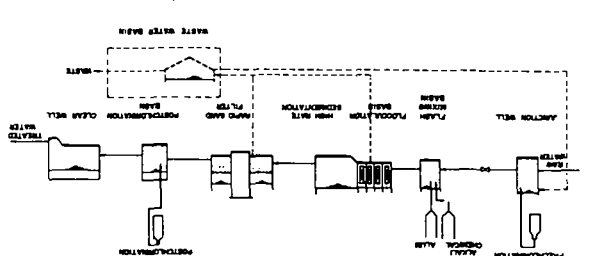 POSTCHLORINATION
ALUM
ALKALI
CHEMICAL
PRECHLORINATION
RAW
WATER
TREATED
WATER
CLEAR WELL
POSTCHLORINATION
BASIN
RAPID SAND
FILTER
HIGH RATE
SEDIMENTATION
FLOCCULATION
BASIN
FLASH
MIXING
BASIN
JUNCTION WELL
WASTE
WASTE WATER BASIN